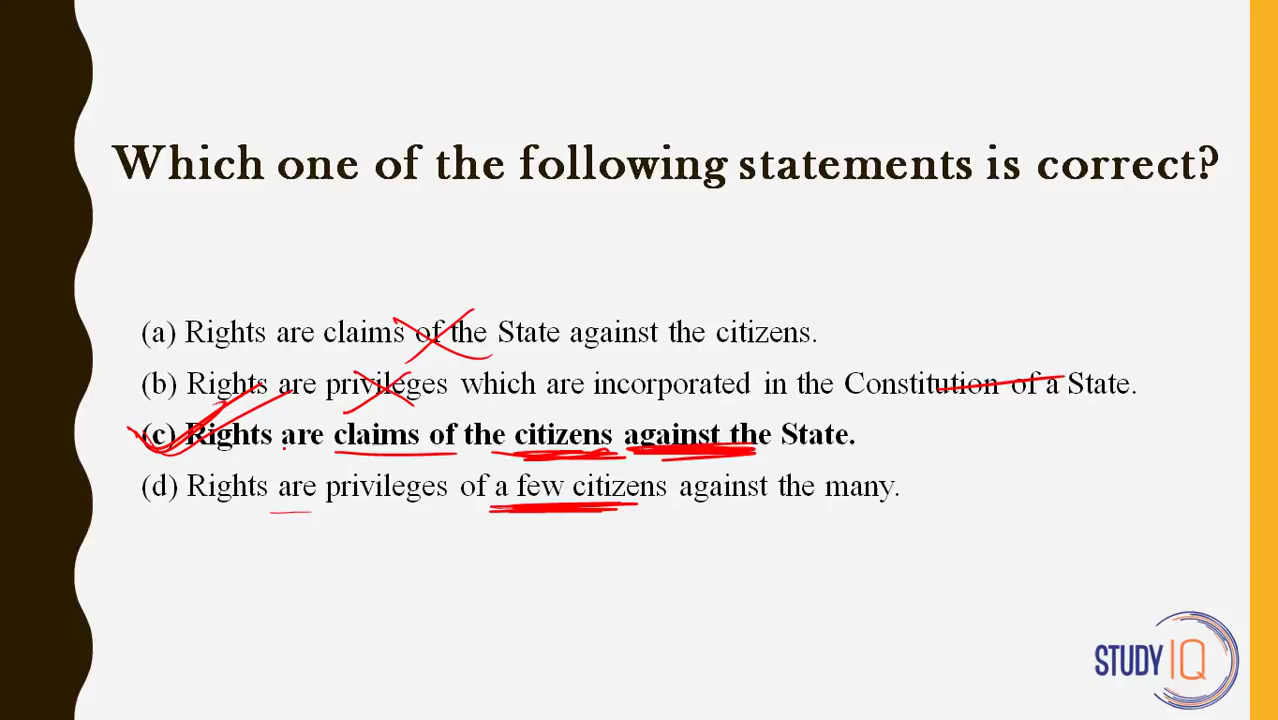 Which one of the following statements is correct?
(a) Rights are claims of the State against the citizens.
(b) Rights are privileges which are incorporated in the Constitution of a State.
(c) Rights are claims of the citizens against the State.
(d) Rights are privileges of a few citizens against the many.
STUDY IQ